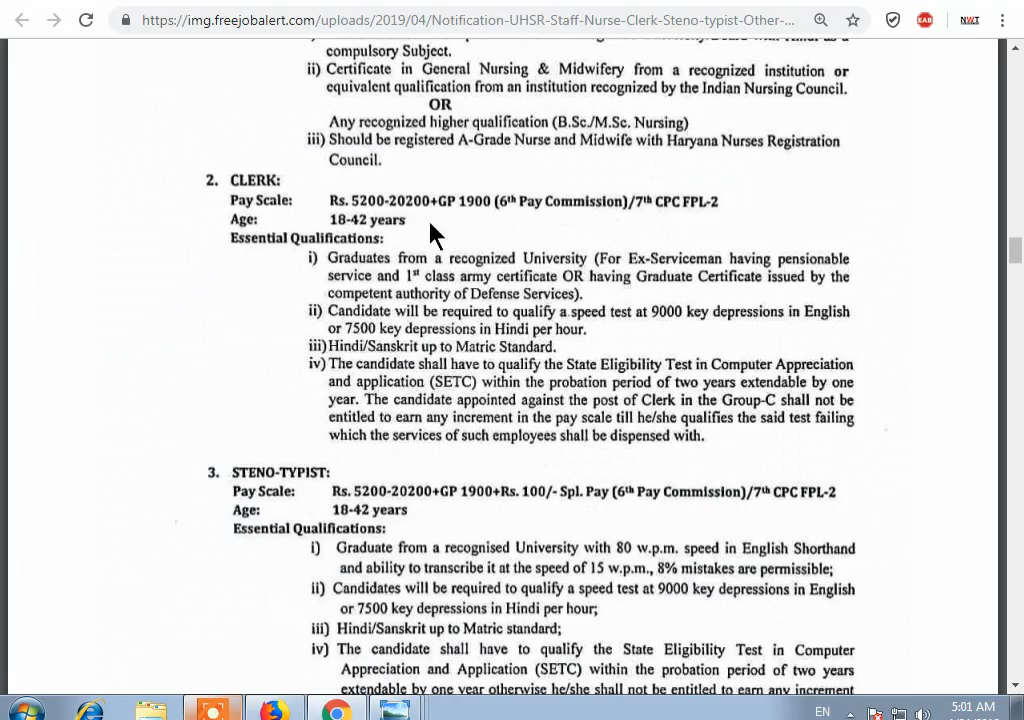 https://img.freejobalert.com/uploads/2019/04/Notification-UHSR-Staff-Nurse-Clerk-Steno-typist-Other-...
EAD
NWT
compulsory Subject.
ii) Certificate in General Nursing & Midwifery from a recognized institution or
equivalent qualification from an institution recognized by the Indian Nursing Council.
OR
Any recognized higher qualification (B.Sc./M.Sc. Nursing)
iii) Should be registered A-Grade Nurse and Midwife with Haryana Nurses Registration
Council.
2. CLERK:
Pay Scale: Rs. 5200-20200+GP 1900 (6th Pay Commission)/7th CPC FPL-2
Age: 18-42 years
Essential Qualifications:
i) Graduates from a recognized University (For Ex-Serviceman having pensionable
service and 1st class army certificate OR having Graduate Certificate issued by the
competent authority of Defense Services).
ii) Candidate will be required to qualify a speed test at 9000 key depressions in English
or 7500 key depressions in Hindi per hour.
iii) Hindi/Sanskrit up to Matric Standard.
iv) The candidate shall have to qualify the State Eligibility Test in Computer Appreciation
and application (SETC) within the probation period of two years extendable by one
year. The candidate appointed against the post of Clerk in the Group-C shall not be
entitled to earn any increment in the pay scale till he/she qualifies the said test failing
which the services of such employees shall be dispensed with.
3. STENO-TYPIST:
Pay Scale: Rs. 5200-20200+GP 1900+Rs. 100/- Spl. Pay (6th Pay Commission)/7th CPC FPL-2
Age: 18-42 years
Essential Qualifications:
i) Graduate from a recognised University with 80 w.p.m. speed in English Shorthand
and ability to transcribe it at the speed of 15 w.p.m., 8% mistakes are permissible;
ii) Candidates will be required to qualify a speed test at 9000 key depressions in English
or 7500 key depressions in Hindi per hour;
iii) Hindi/Sanskrit up to Matric standard;
iv) The candidate shall have to qualify the State Eligibility Test in Computer
Appreciation and Application (SETC) within the probation period of two years
extendable by one year otherwise he/she shall not be entitled to earn any increment
EN
5:01 AM